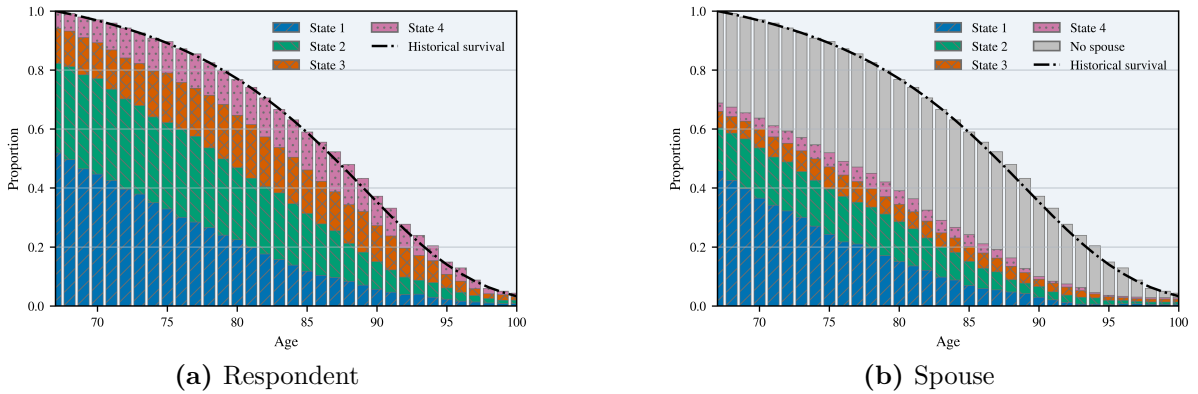 1.0
0.8
0.6
0.4
0.2
0.0
Proportion
State 1
State 2
State 3
State 4
Historical survival
70 75 80 85 90 95 100
Age
(a) Respondent
1.0
0.8
0.6
0.4
0.2
0.0
Proportion
State 1
State 2
State 3
State 4
No spouse
Historical survival
70 75 80 85 90 95 100
Age
(b) Spouse